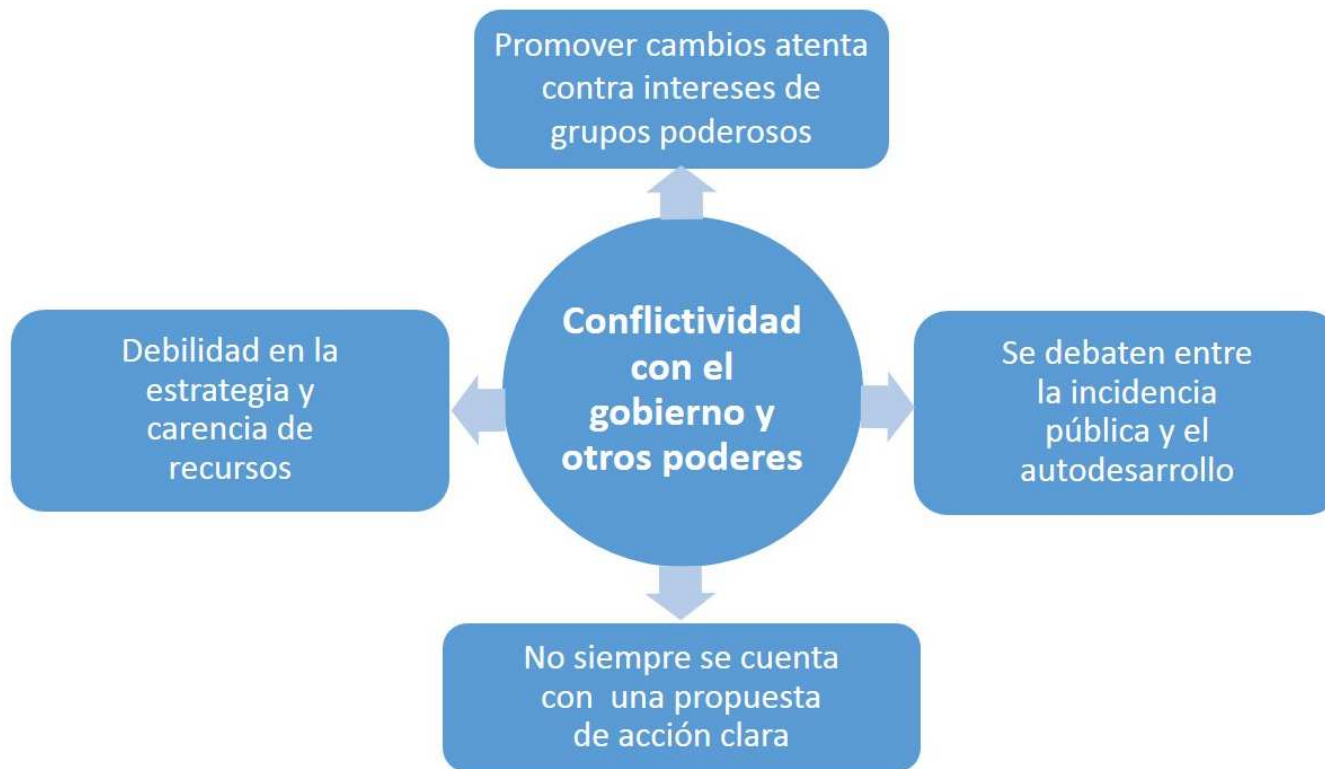 Promover cambios atenta
contra intereses de
grupos poderosos
Conflictividad
con el
gobierno y
otros poderes
Debilidad en la
estrategia y
carencia de
recursos
Se debaten entre
la incidencia
pública y el
autodesarrollo
No siempre se cuenta
con  una propuesta
de acción clara